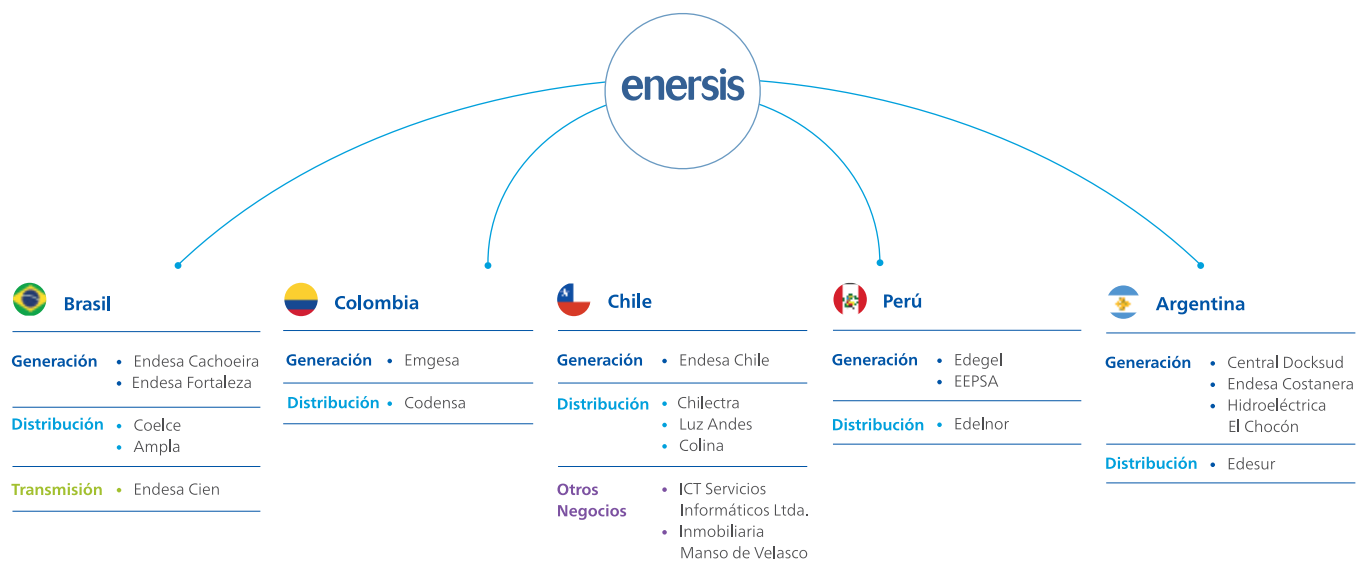 enersis
Brasil
Generación • Endesa Cachoeira
• Endesa Fortaleza
Distribución • Coelce
• Ampla
Transmisión • Endesa Cien
Colombia
Generación • Emgesa
Distribución • Codensa
Chile
Generación • Endesa Chile
Distribución • Chilectra
• Luz Andes
• Colina
Otros • ICT Servicios
Negocios Informáticos Ltda.
• Inmobiliaria
Manso de Velasco
Perú
Generación • Edegel
• EEPSA
Distribución • Edelnor
Argentina
Generación • Central Docksud
• Endesa Costanera
• Hidroeléctrica
El Chocón
Distribución • Edesur